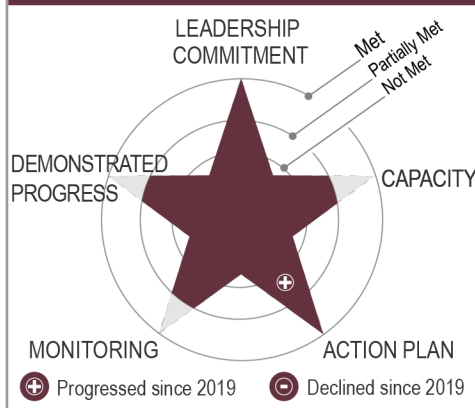 LEADERSHIP
COMMITMENT
Met
Partially Met
Not Met
DEMONSTRATED
PROGRESS
CAPACITY
MONITORING
ACTION PLAN
Progressed since 2019
Declined since 2019